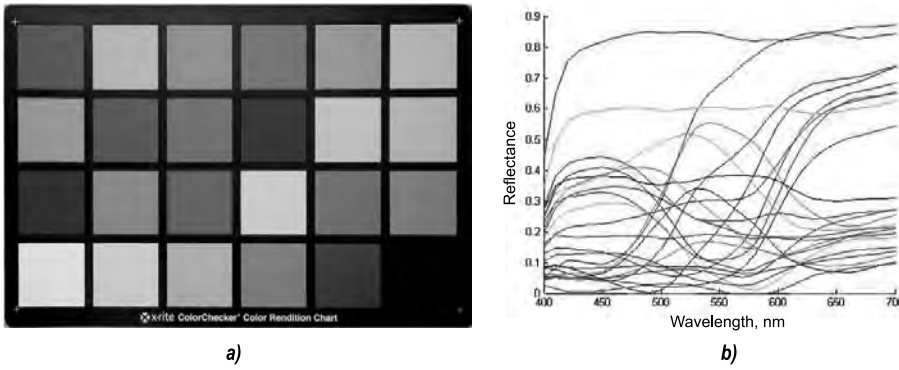 x-rite ColorChecker® Color Rendition Chart
a)
0.9
0.8
0.7
0.6
0.5
0.4
0.3
0.2
0.1
0
Reflectance
400 450 500 550 600 650 700
Wavelength, nm
b)